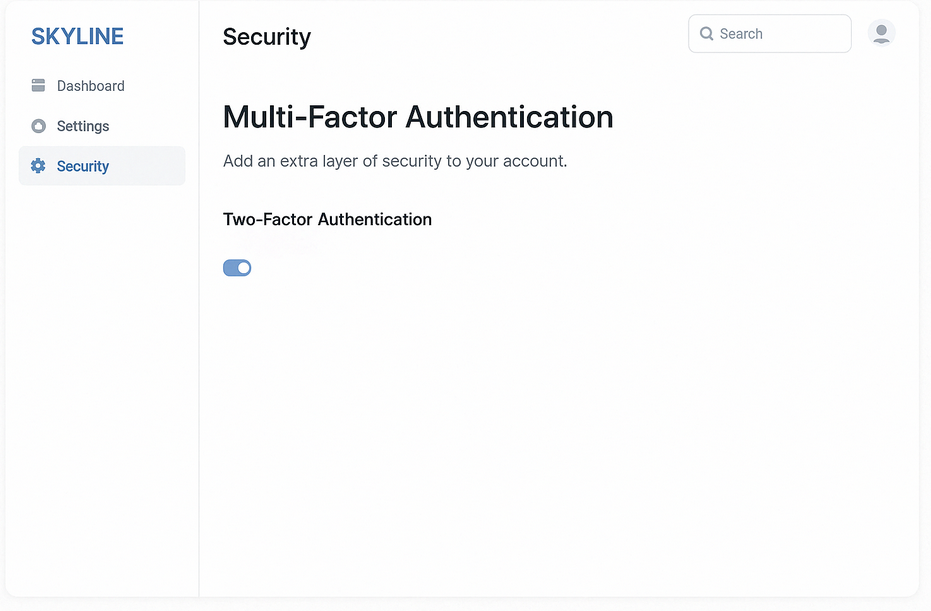 SKYLINE
Dashboard
Settings
Security
Security
Search
Multi-Factor Authentication
Add an extra layer of security to your account.
Two-Factor Authentication